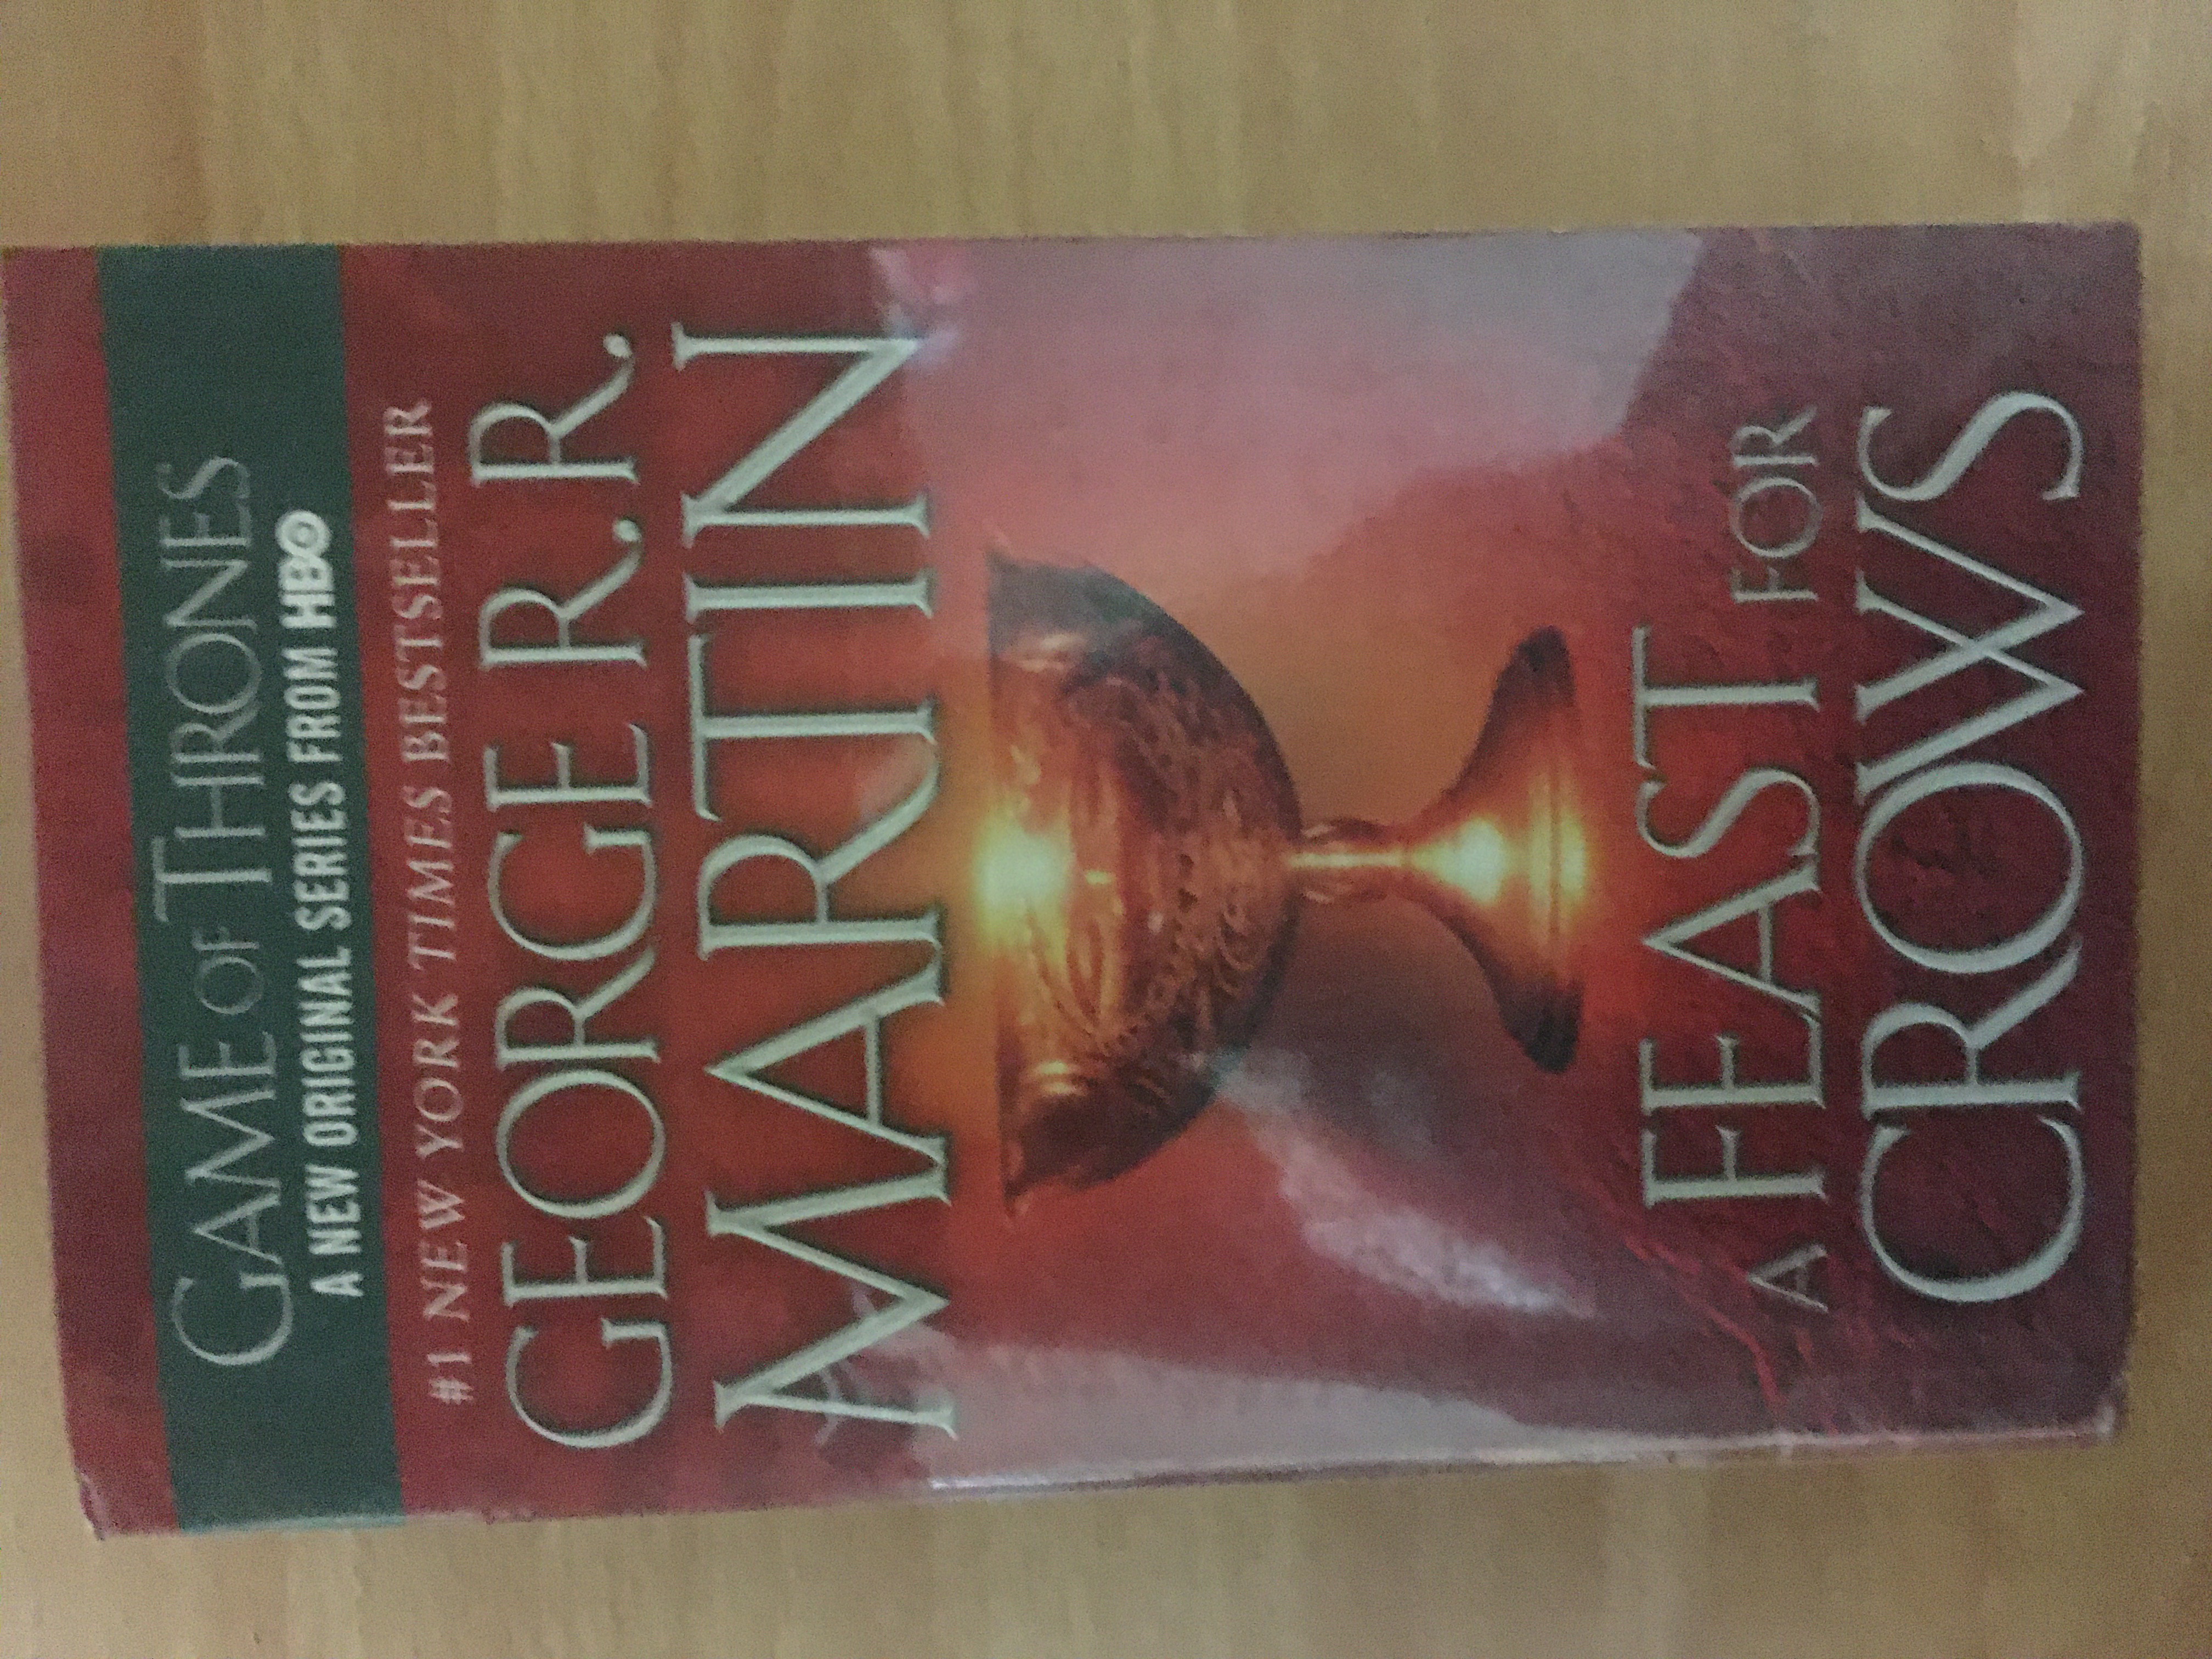 GAME OF THRONES
A NEW ORIGINAL SERIES FROM HBO
#1 NEW YORK TIMES BESTSELLER
GEORGE R. R.
MARTIN
A FEAST FOR
CROWS